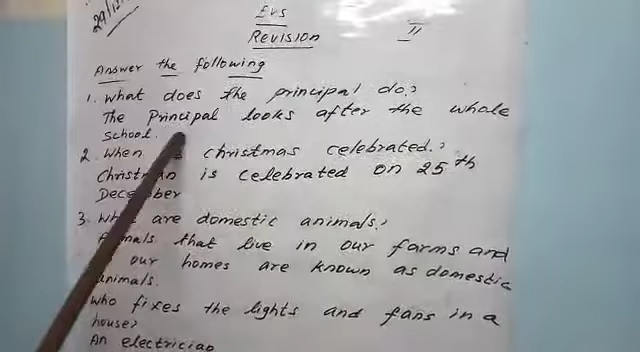 EVS
Revision II
Answer the following
1. What does the principal do?
The Principal looks after the whole
school.
2. When christmas celebrated?
is celebrated on 25th
December
3. What are domestic animals?
that live in our farms and
our homes are known as domestic
animals.
who fixes the lights and fans in a
house?
An electrician